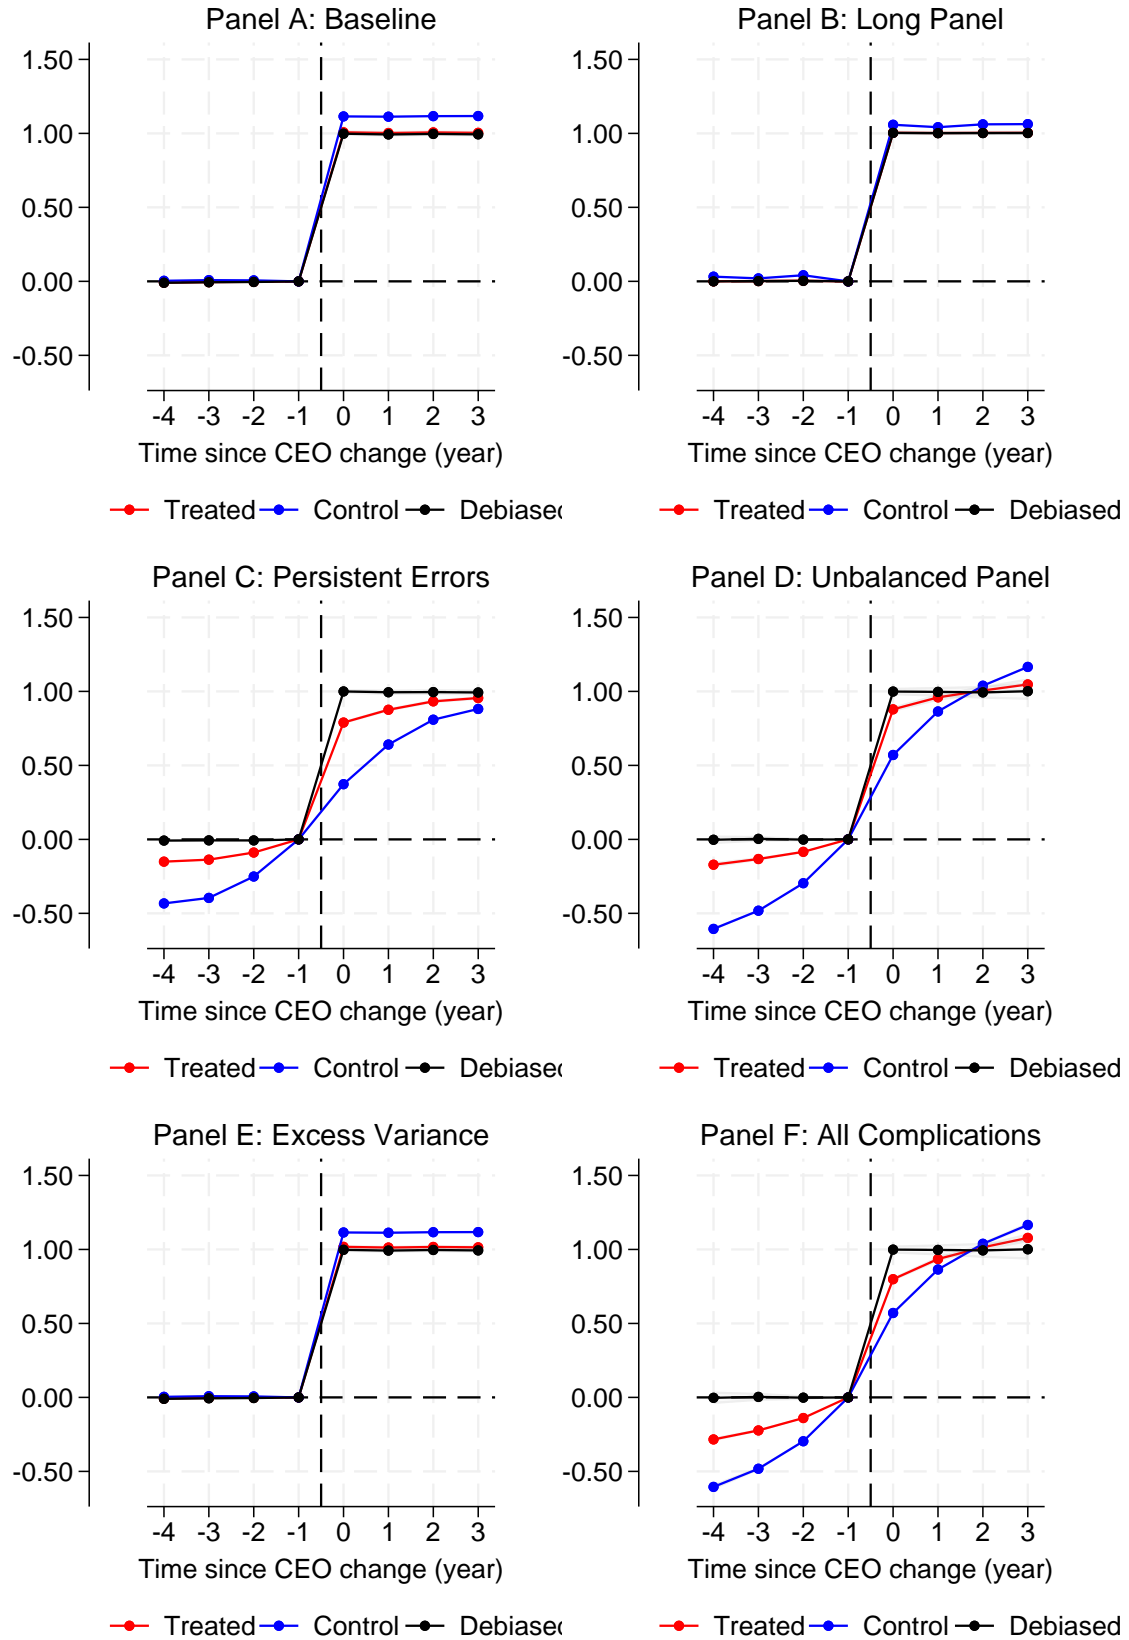 Panel A: Baseline
1.50
1.00
0.50
0.00
-0.50
-4 -3 -2 -1 0 1 2 3
Time since CEO change (year)
Treated Control Debiased
Panel B: Long Panel
1.50
1.00
0.50
0.00
-0.50
-4 -3 -2 -1 0 1 2 3
Time since CEO change (year)
Treated Control Debiased
Panel C: Persistent Errors
1.50
1.00
0.50
0.00
-0.50
-4 -3 -2 -1 0 1 2 3
Time since CEO change (year)
Treated Control Debiased
Panel D: Unbalanced Panel
1.50
1.00
0.50
0.00
-0.50
-4 -3 -2 -1 0 1 2 3
Time since CEO change (year)
Treated Control Debiased
Panel E: Excess Variance
1.50
1.00
0.50
0.00
-0.50
-4 -3 -2 -1 0 1 2 3
Time since CEO change (year)
Treated Control Debiased
Panel F: All Complications
1.50
1.00
0.50
0.00
-0.50
-4 -3 -2 -1 0 1 2 3
Time since CEO change (year)
Treated Control Debiased